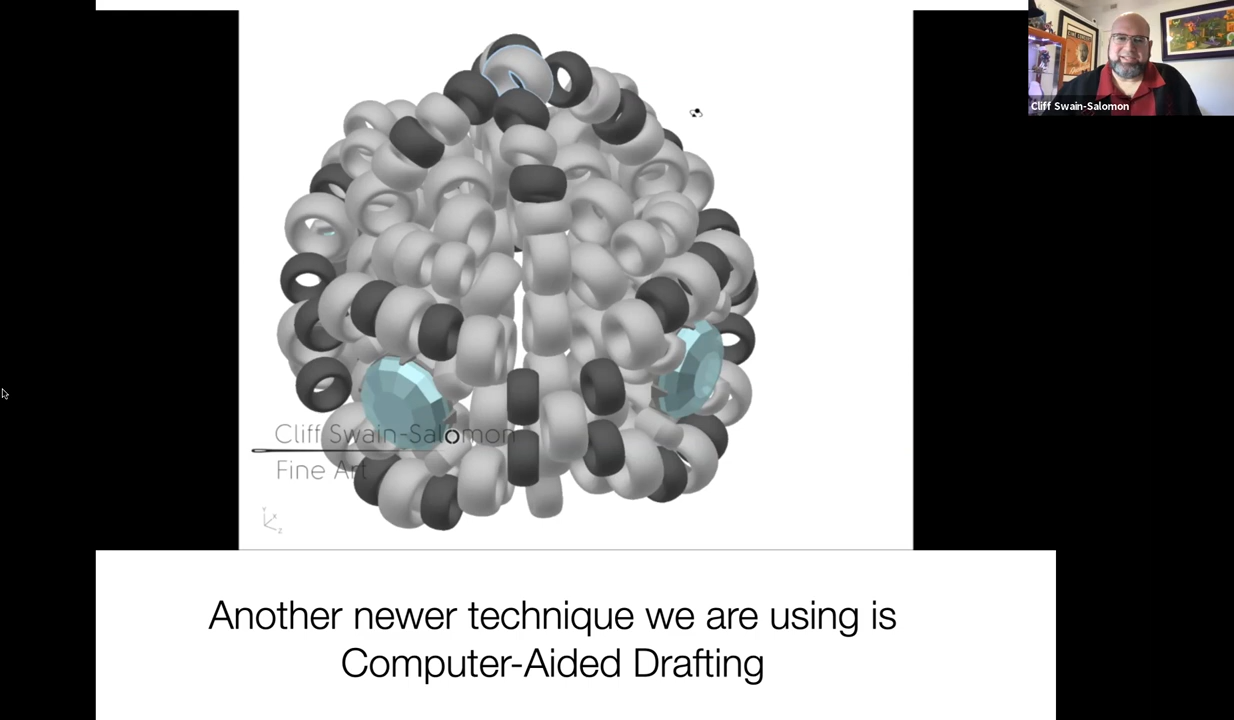 Cliff Swain-Salomon
Cliff Swain-Salomon
Fine Art
Y
X
Z
Another newer technique we are using is
Computer-Aided Drafting